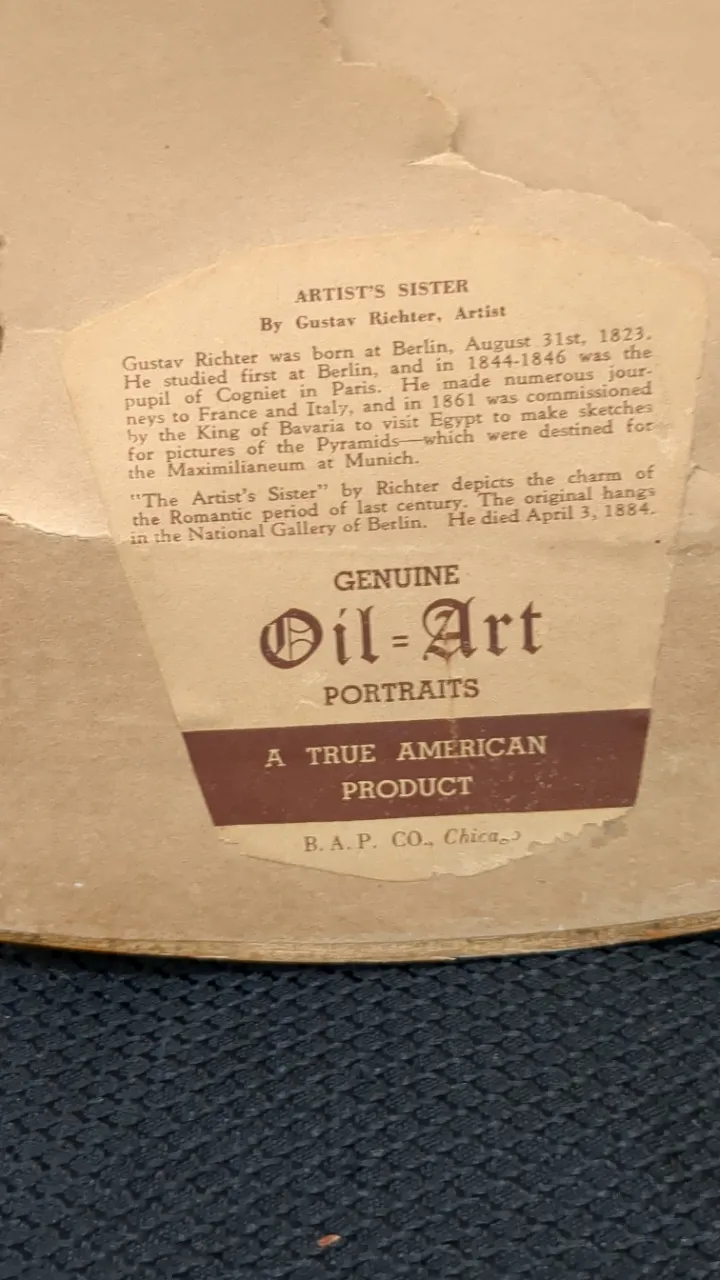 ARTIST'S SISTER
By Gustav Richter, Artist
Gustav Richter was born at Berlin, August 31st, 1823.
He studied first at Berlin, and in 1844-1846 was the
pupil of Cogniet in Paris. He made numerous jour-
neys to France and Italy, and in 1861 was commissioned
by the King of Bavaria to visit Egypt to make sketches
for pictures of the Pyramids—which were destined for
the Maximilianeum at Munich.
"The Artist's Sister" by Richter depicts the charm of
the Romantic period of last century. The original hangs
in the National Gallery of Berlin. He died April 3, 1884.
GENUINE
Oil=Art
PORTRAITS
A TRUE AMERICAN
PRODUCT
B. A. P. CO., Chicago